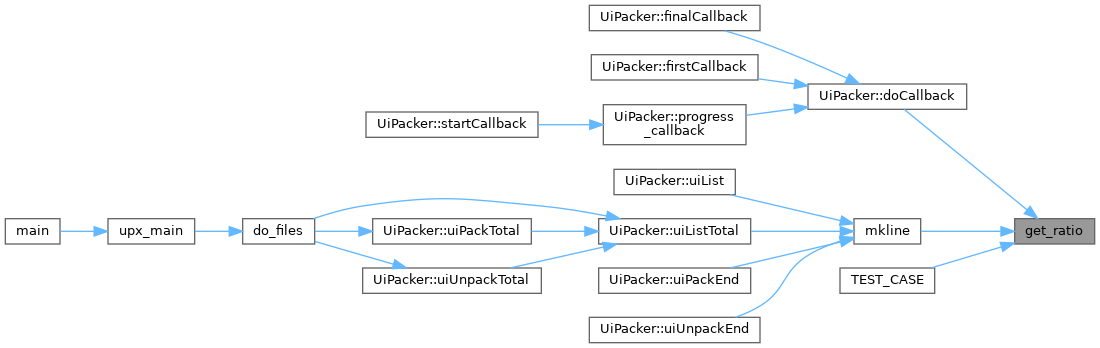 UiPacker::finalCallback
UiPacker::firstCallback
UiPacker::doCallback
UiPacker::startCallback
UiPacker::progress
_callback
UiPacker::uiList
main
upx_main
do_files
UiPacker::uiPackTotal
UiPacker::uiListTotal
mkline
get_ratio
UiPacker::uiUnpackTotal
UiPacker::uiPackEnd
TEST_CASE
UiPacker::uiUnpackEnd